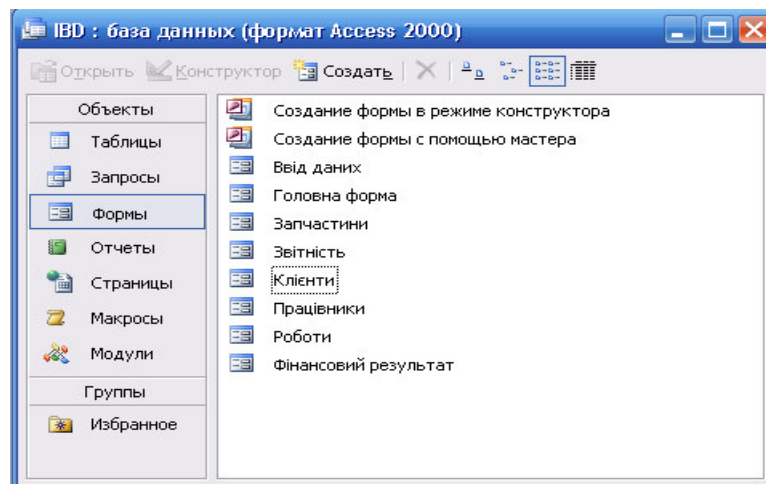 IBD : база данных (формат Access 2000)
Открыть Конструктор Создать
Объекты
Таблицы
Запросы
Формы
Отчеты
Страницы
Макросы
Модули
Группы
Избранное
Создание формы в режиме конструктора
Создание формы с помощью мастера
Ввід даних
Головна форма
Запчастини
Звітність
Клієнти
Працівники
Роботи
Фінансовий результат